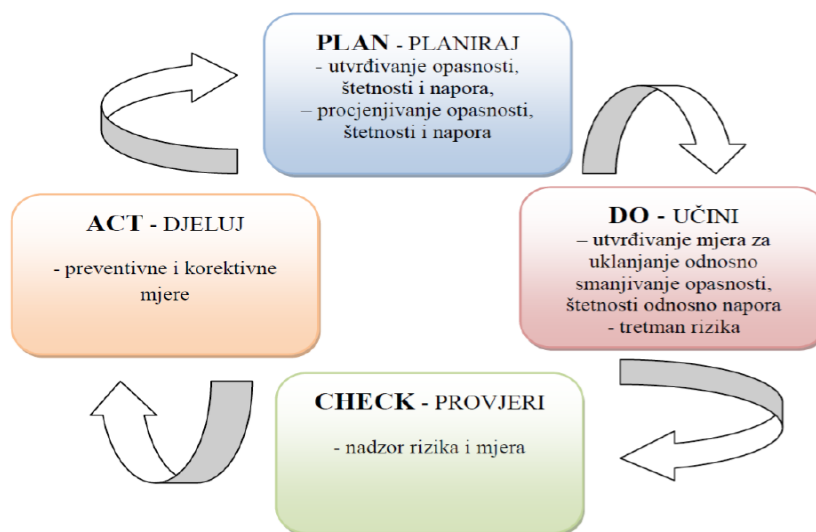 PLAN - PLANIRAJ
- utvrđivanje opasnosti,
štetnosti i napora,
– procjenjivanje opasnosti,
štetnosti i napora
DO - UČINI
– utvrđivanje mjera za
uklanjanje odnosno
smanjivanje opasnosti,
štetnosti odnosno napora
- tretman rizika
CHECK - PROVJERI
- nadzor rizika i mjera
ACT - DJELUJ
- preventivne i korektivne
mjere